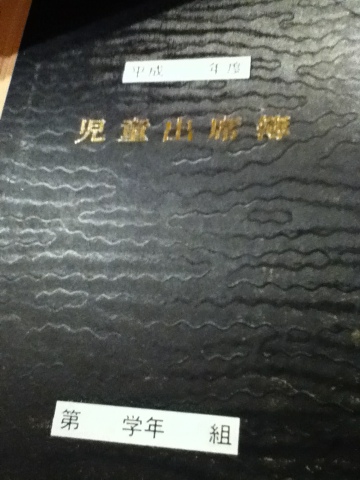 平成 年度
児童出席簿
第 学年 組